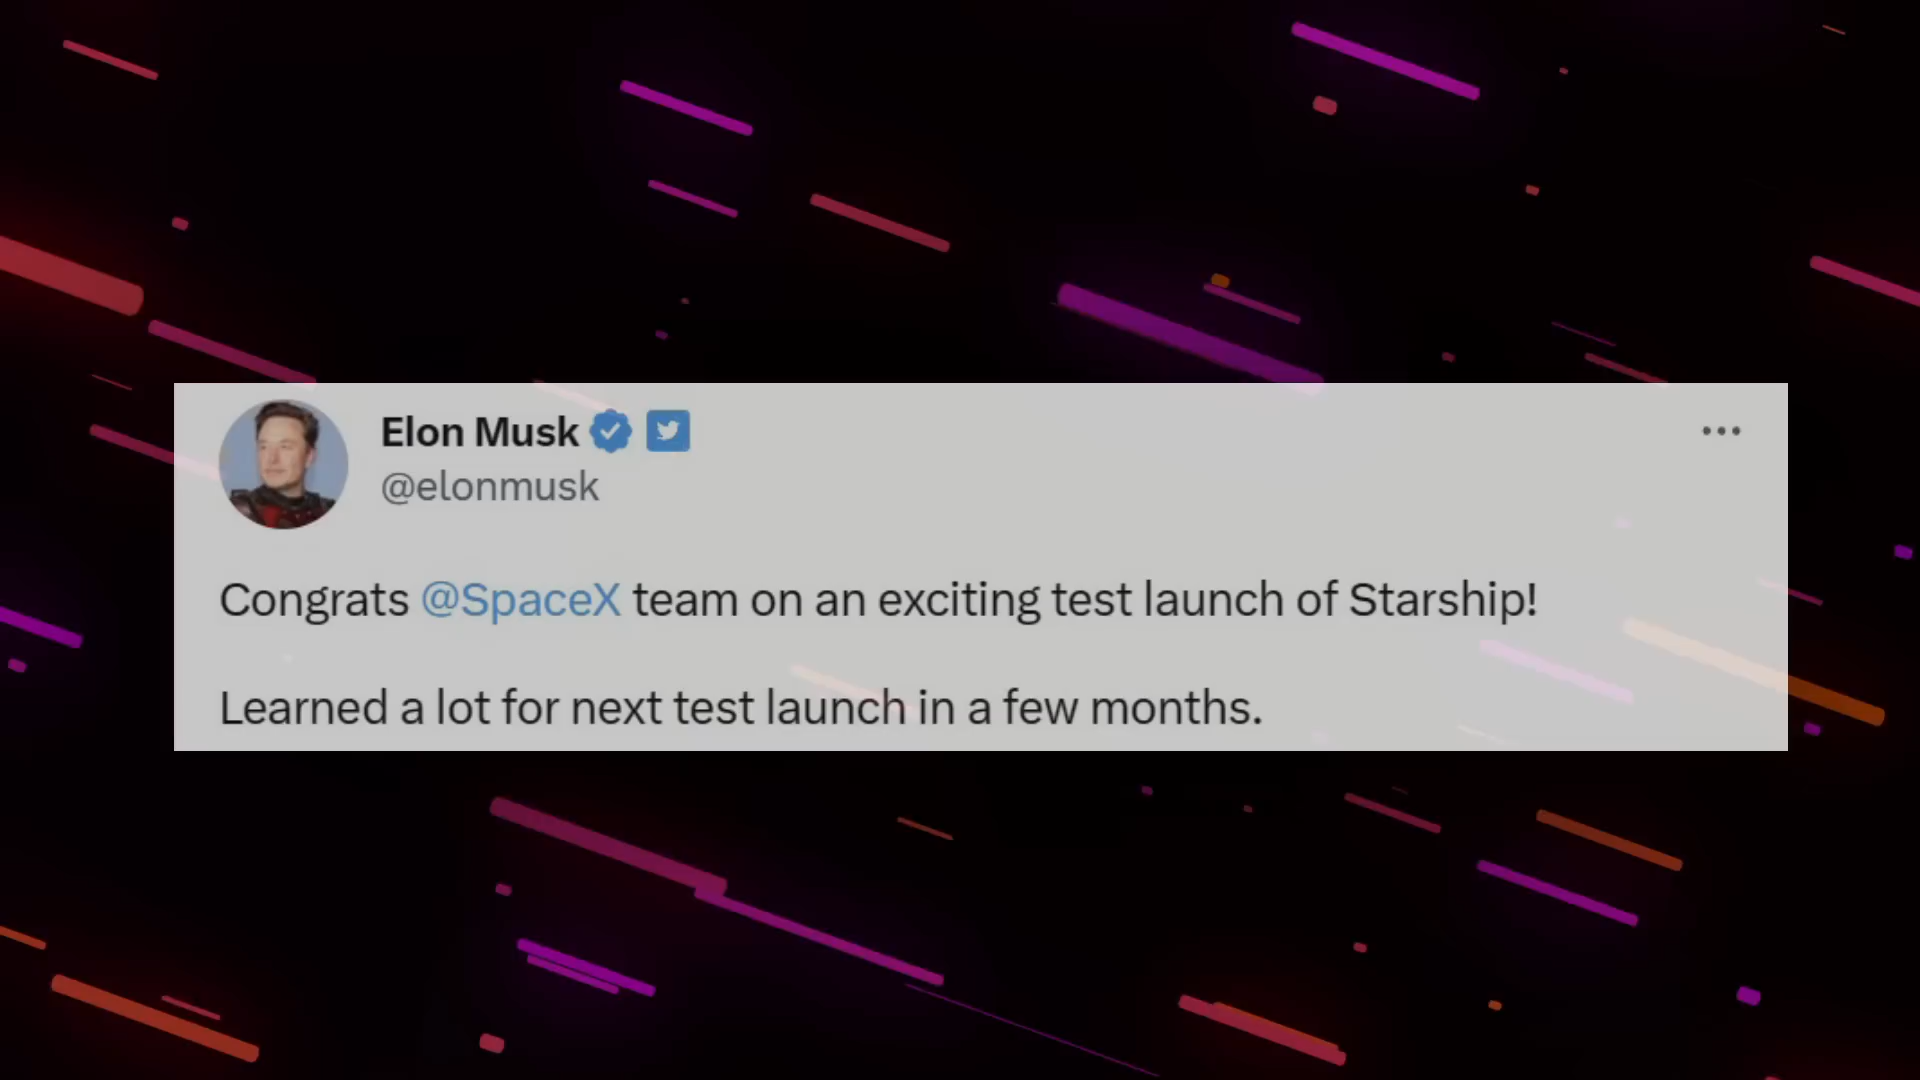 Elon Musk
@elonmusk
Congrats @SpaceX team on an exciting test launch of Starship!
Learned a lot for next test launch in a few months.